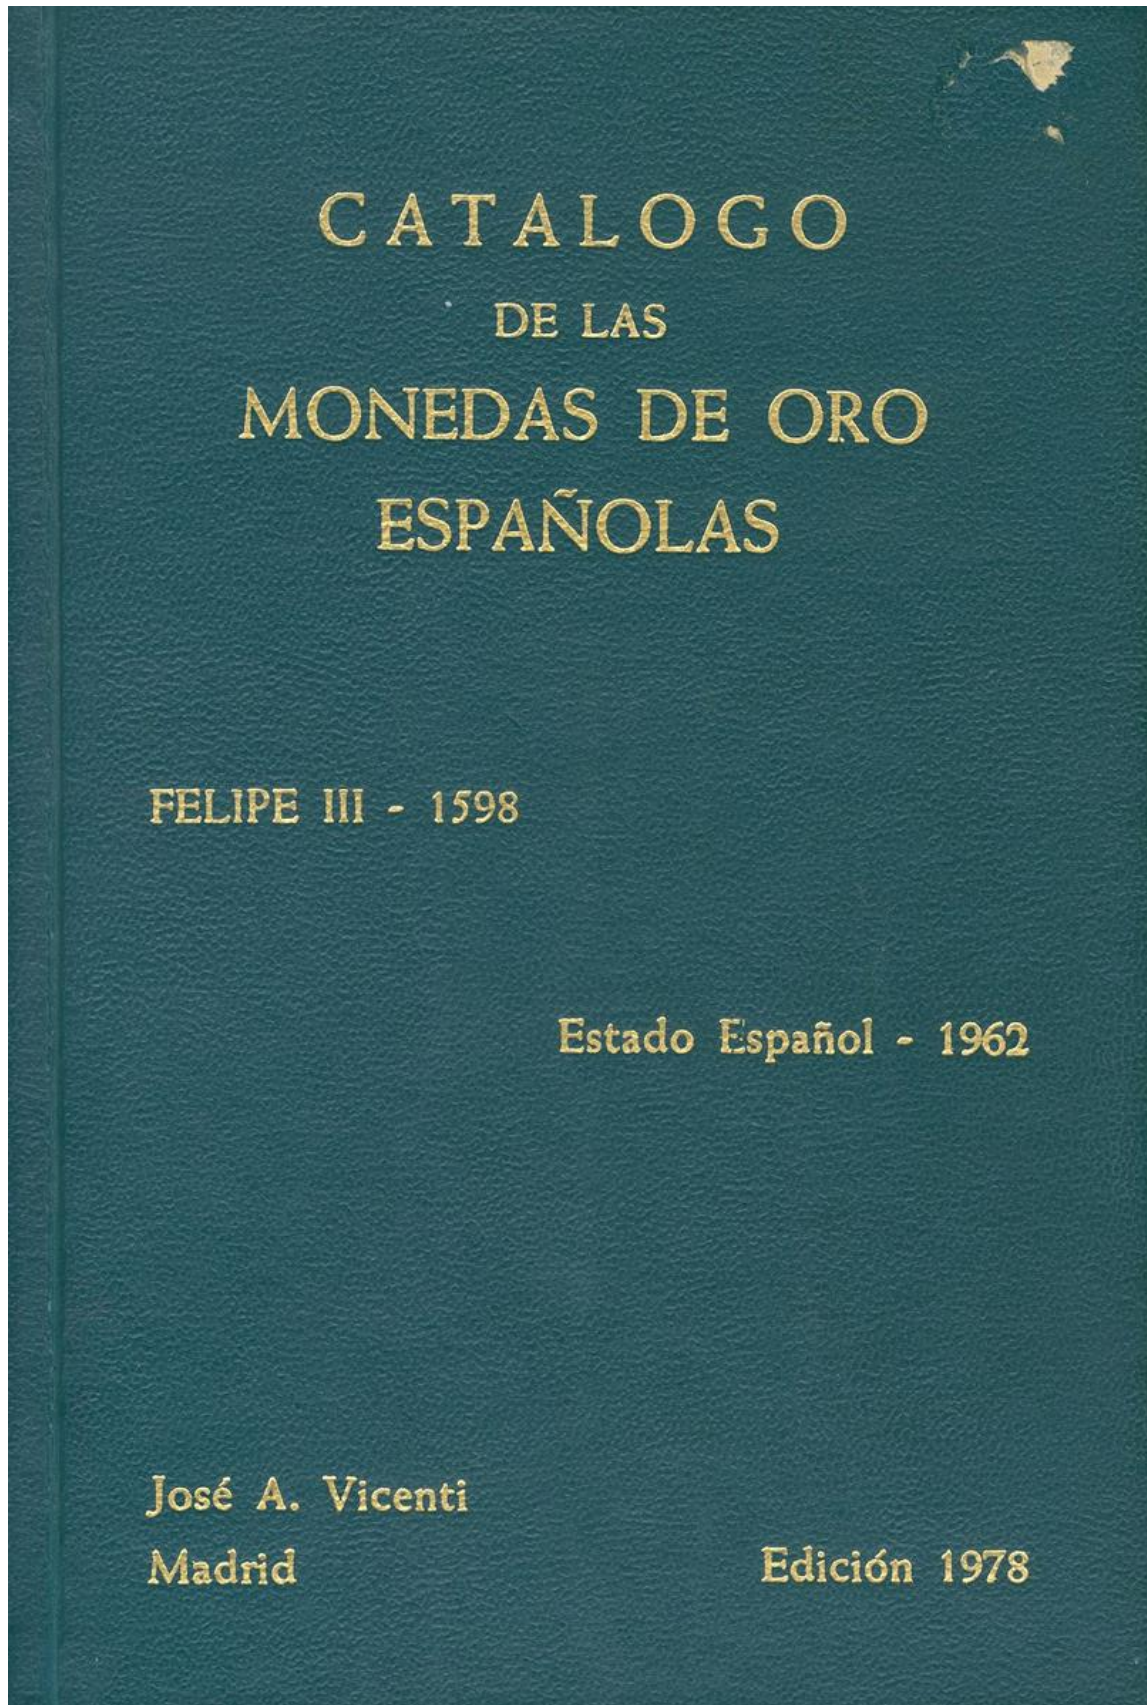 CATALOGO
DE LAS
MONEDAS DE ORO
ESPAÑOLAS
FELIPE III - 1598
Estado Español - 1962
José A. Vicenti
Madrid
Edición 1978